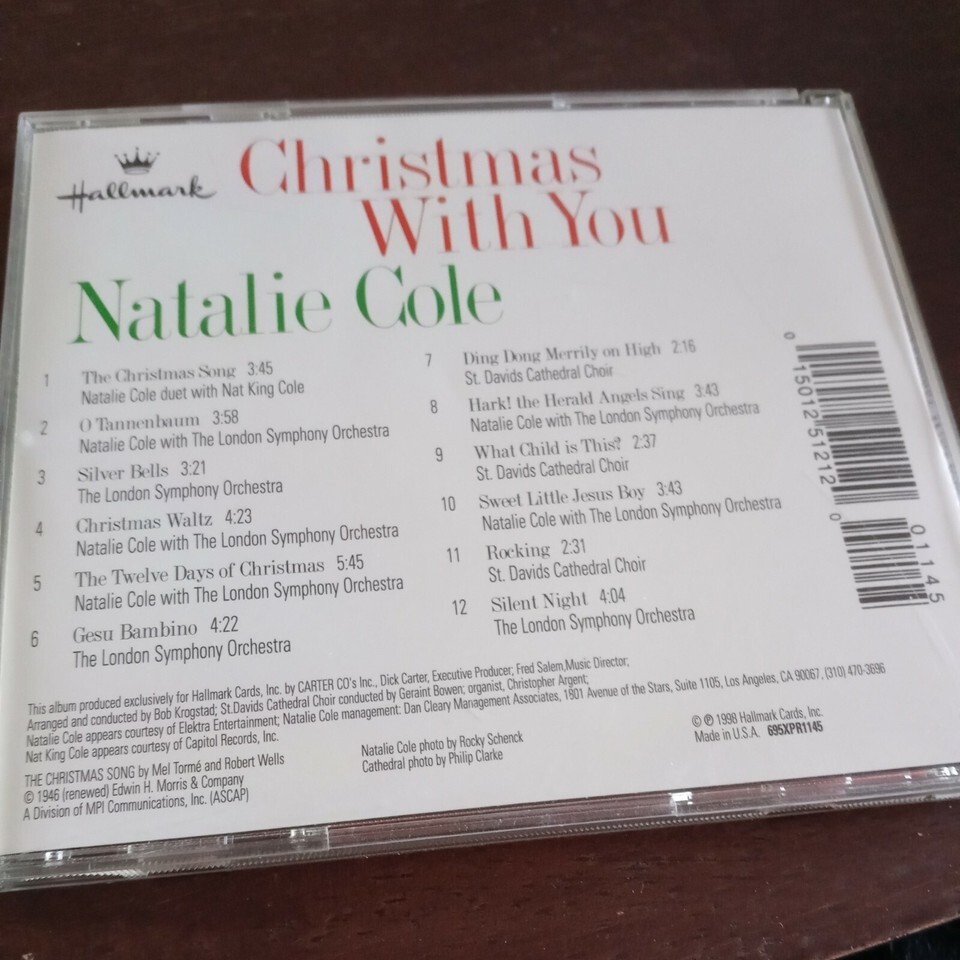 Hallmark
Christmas
With You
Natalie Cole
1 The Christmas Song 3:45
Natalie Cole duet with Nat King Cole
2 O Tannenbaum 3:58
Natalie Cole with The London Symphony Orchestra
3 Silver Bells 3:21
The London Symphony Orchestra
4 Christmas Waltz 4:23
Natalie Cole with The London Symphony Orchestra
5 The Twelve Days of Christmas 5:45
Natalie Cole with The London Symphony Orchestra
6 Gesu Bambino 4:22
The London Symphony Orchestra
7 Ding Dong Merrily on High 2:16
St. Davids Cathedral Choir
8 Hark! the Herald Angels Sing 3:43
Natalie Cole with The London Symphony Orchestra
9 What Child is This? 2:37
St. Davids Cathedral Choir
10 Sweet Little Jesus Boy 3:43
Natalie Cole with The London Symphony Orchestra
11 Rocking 2:31
St. Davids Cathedral Choir
12 Silent Night 4:04
The London Symphony Orchestra
0 15012 51212 0
01145
This album produced exclusively for Hallmark Cards, Inc. by CARTER CO's Inc., Dick Carter, Executive Producer; Fred Salem,Music Director;
Arranged and conducted by Bob Krogstad; St.Davids Cathedral Choir conducted by Geraint Bowen; organist, Christopher Argent;
Natalie Cole appears courtesy of Elektra Entertainment; Natalie Cole management: Dan Cleary Management Associates, 1801 Avenue of the Stars, Suite 1105, Los Angeles, CA 90067, (310) 470-3696
Nat King Cole appears courtesy of Capitol Records, Inc.
THE CHRISTMAS SONG by Mel Tormé and Robert Wells
© 1946 (renewed) Edwin H. Morris & Company
A Division of MPI Communications, Inc. (ASCAP)
Natalie Cole photo by Rocky Schenck
Cathedral photo by Philip Clarke
© ℗ 1998 Hallmark Cards, Inc.
Made in U.S.A. 695XPR1145